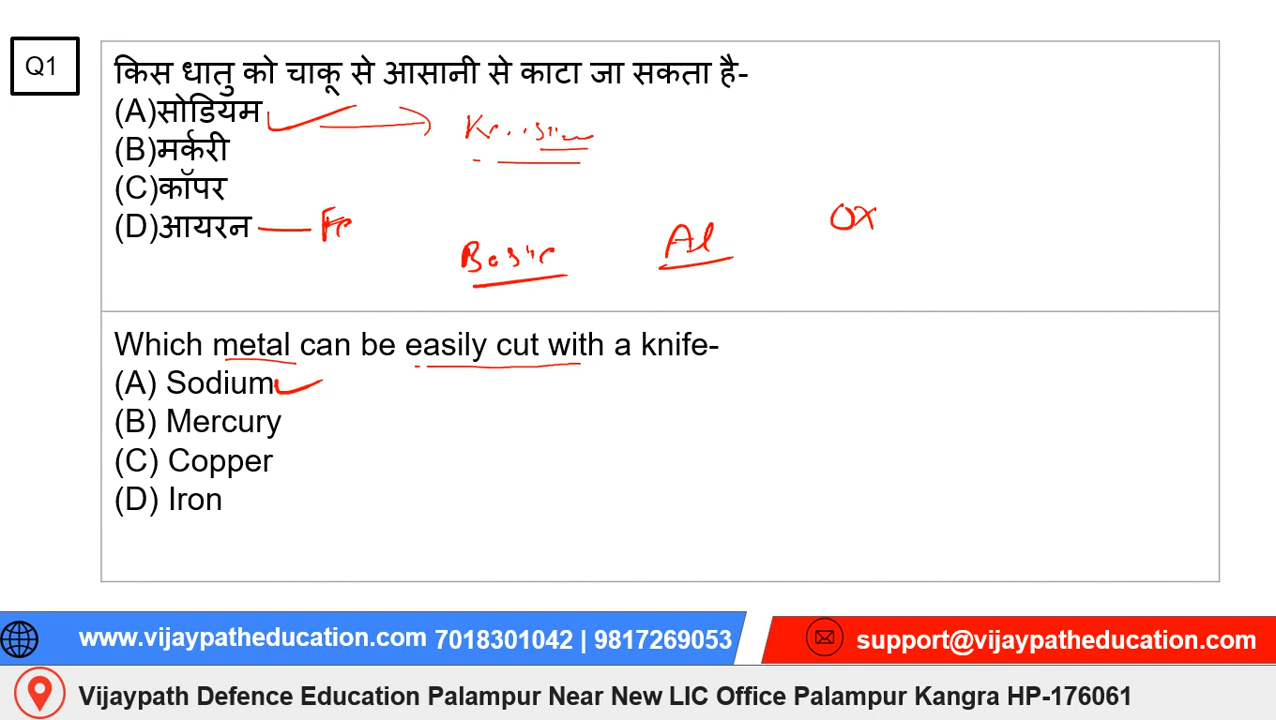 Q1
किस धातु को चाकू से आसानी से काटा जा सकता है-
(A)सोडियम
(B)मर्करी
(C)कॉपर
(D)आयरन
Fe
Basic
Al
OX
Which metal can be easily cut with a knife-
(A) Sodium
(B) Mercury
(C) Copper
(D) Iron
www.vijaypatheducation.com 7018301042 | 9817269053
support@vijaypatheducation.com
Vijaypath Defence Education Palampur Near New LIC Office Palampur Kangra HP-176061